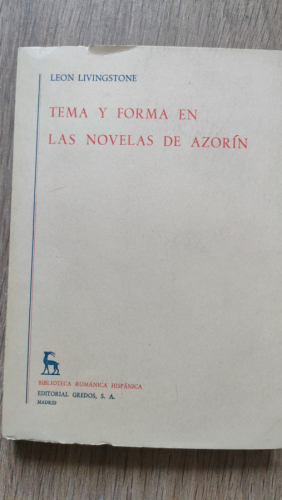 LEON LIVINGSTONE
TEMA Y FORMA EN
LAS NOVELAS DE AZORÍN
BIBLIOTECA ROMÁNICA HISPÁNICA
EDITORIAL GREDOS, S. A.
MADRID